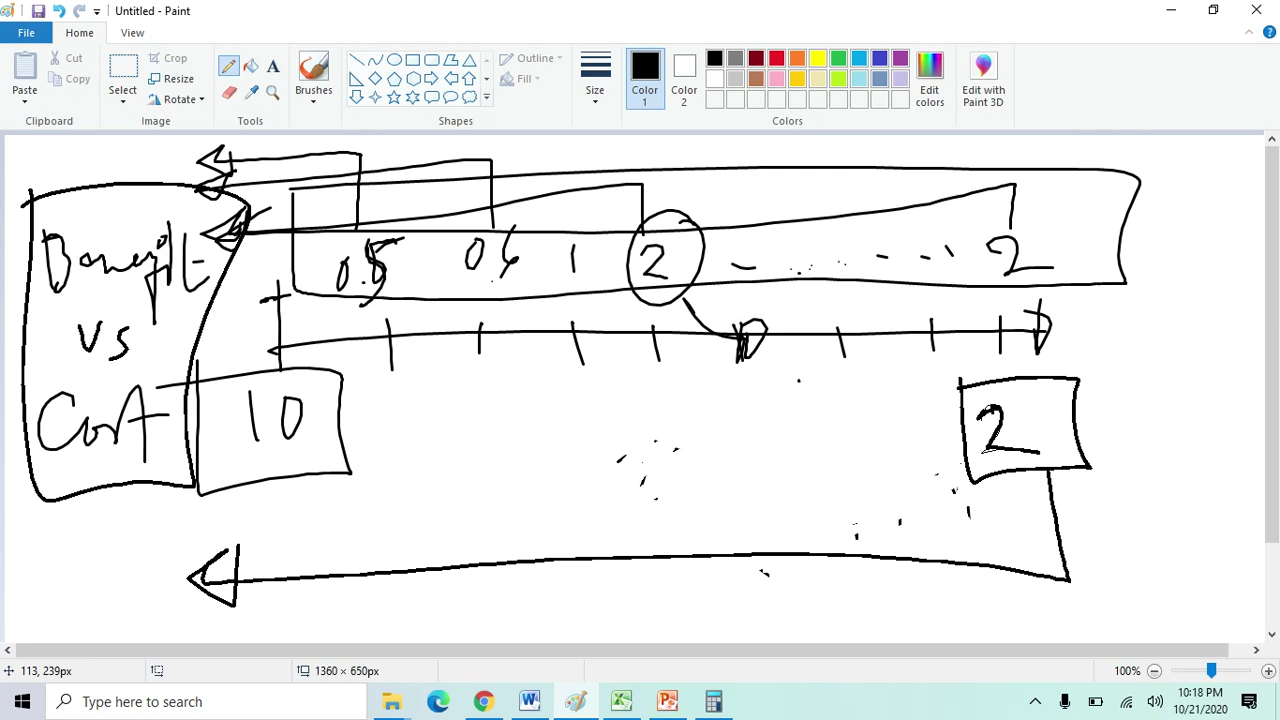 Untitled - Paint
File Home View
Paste
Cut
Copy
Clipboard
Select
Crop
Resize
Rotate
Image
Tools
Brushes
Shapes
Outline
Fill
Size
Color 1
Color 2
Colors
Edit colors
Edit with Paint 3D
0.5 0.6 1 2 2
vs
Cost
10
2
113, 239px
1360 × 650px
100%
Type here to search
10:18 PM
10/21/2020